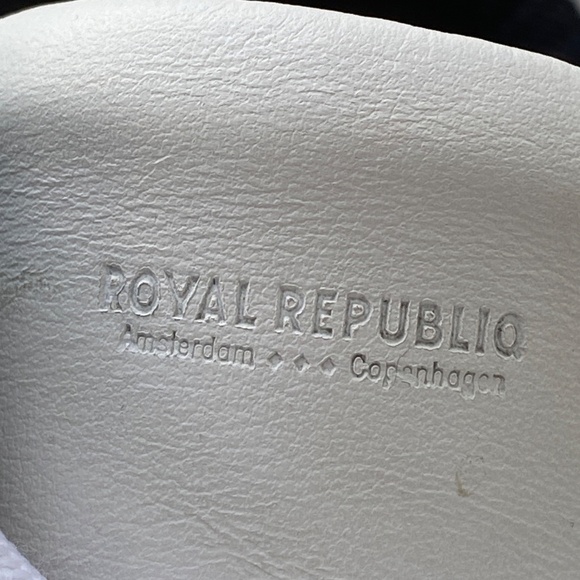 ROYAL REPUBLIQ
Amsterdam ◆ ◆ ◆ Copenhagen